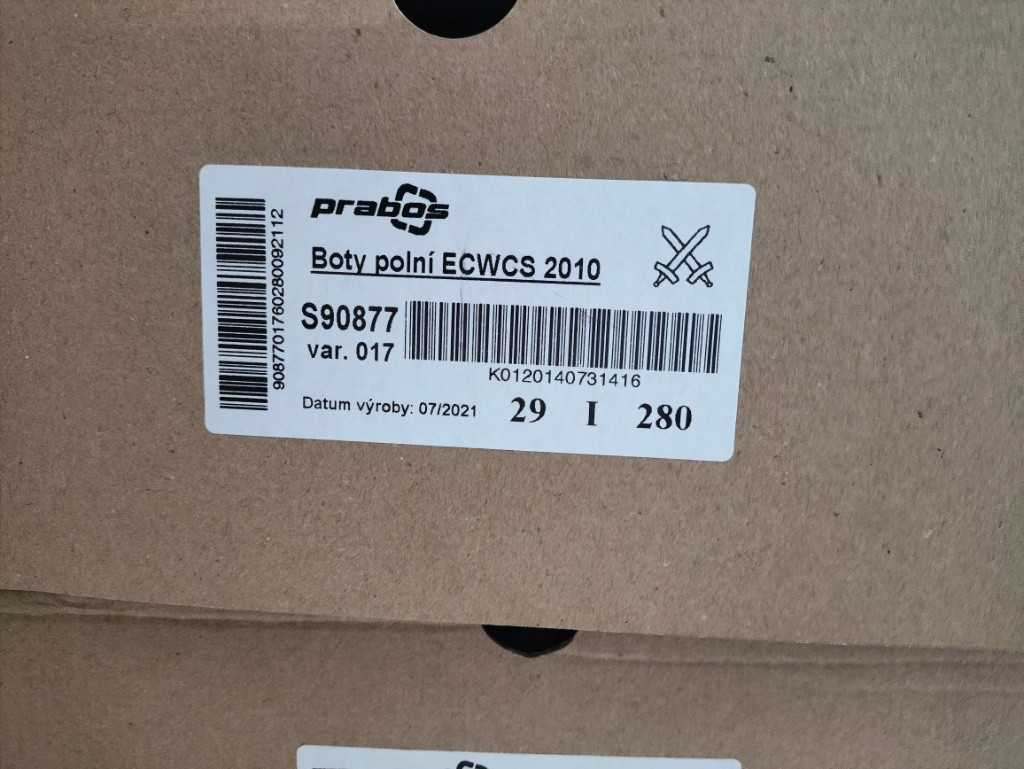 prabos
Boty polní ECWCS 2010
S90877
var. 017
K0120140731416
Datum výroby: 07/2021 29 I 280
9087701760280092112